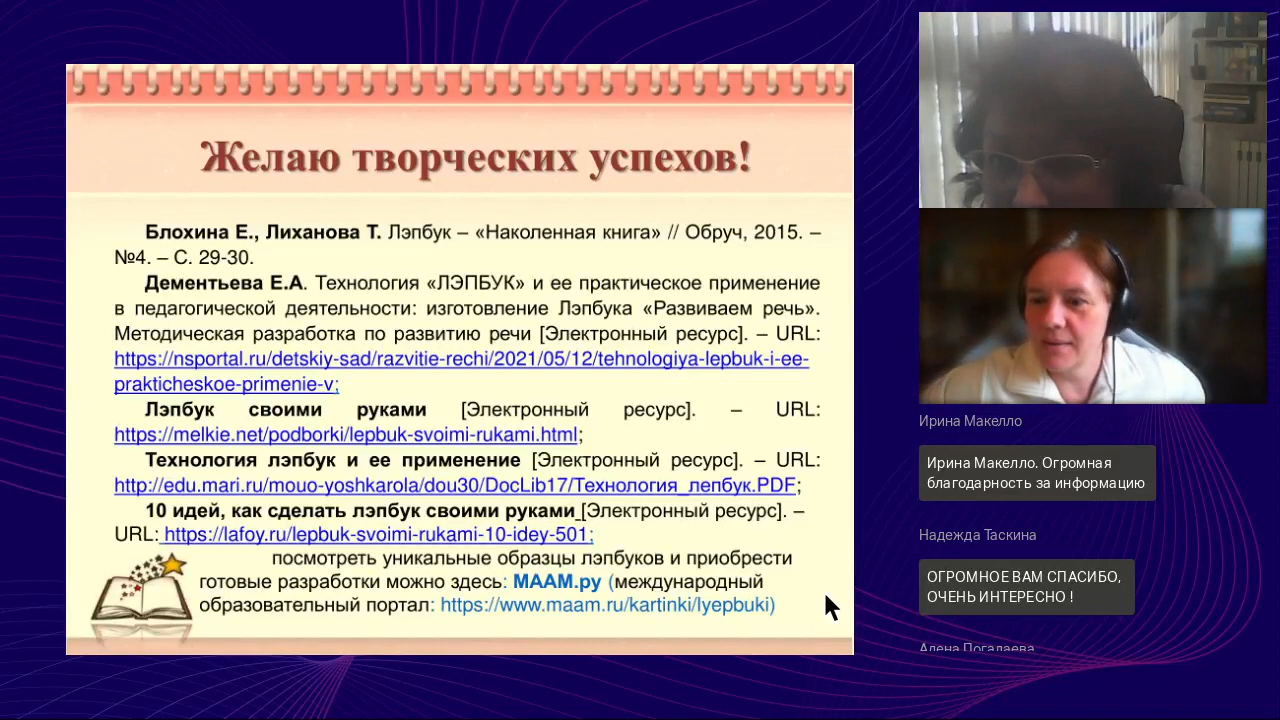 Желаю творческих успехов!
Блохина Е., Лиханова Т. Лэпбук – «Наколенная книга» // Обруч, 2015. –
№4. – С. 29-30.
Дементьева Е.А. Технология «ЛЭПБУК» и ее практическое применение
в педагогической деятельности: изготовление Лэпбука «Развиваем речь».
Методическая разработка по развитию речи [Электронный ресурс]. – URL:
https://nsportal.ru/detskiy-sad/razvitie-rechi/2021/05/12/tehnologiya-lepbuk-i-ee-
prakticheskoe-primenie-v;
Лэпбук своими руками [Электронный ресурс]. – URL:
https://melkie.net/podborki/lepbuk-svoimi-rukami.html;
Технология лэпбук и ее применение [Электронный ресурс]. – URL:
http://edu.mari.ru/mouo-yoshkarola/dou30/DocLib17/Технология_лепбук.PDF;
10 идей, как сделать лэпбук своими руками [Электронный ресурс]. –
URL: https://lafoy.ru/lepbuk-svoimi-rukami-10-idey-501;
посмотреть уникальные образцы лэпбуков и приобрести
готовые разработки можно здесь: МААМ.ру (международный
образовательный портал: https://www.maam.ru/kartinki/lyepbuki)
Ирина Макелло
Ирина Макелло. Огромная
благодарность за информацию
Надежда Таскина
ОГРОМНОЕ ВАМ СПАСИБО,
ОЧЕНЬ ИНТЕРЕСНО !
Алена Погадаева